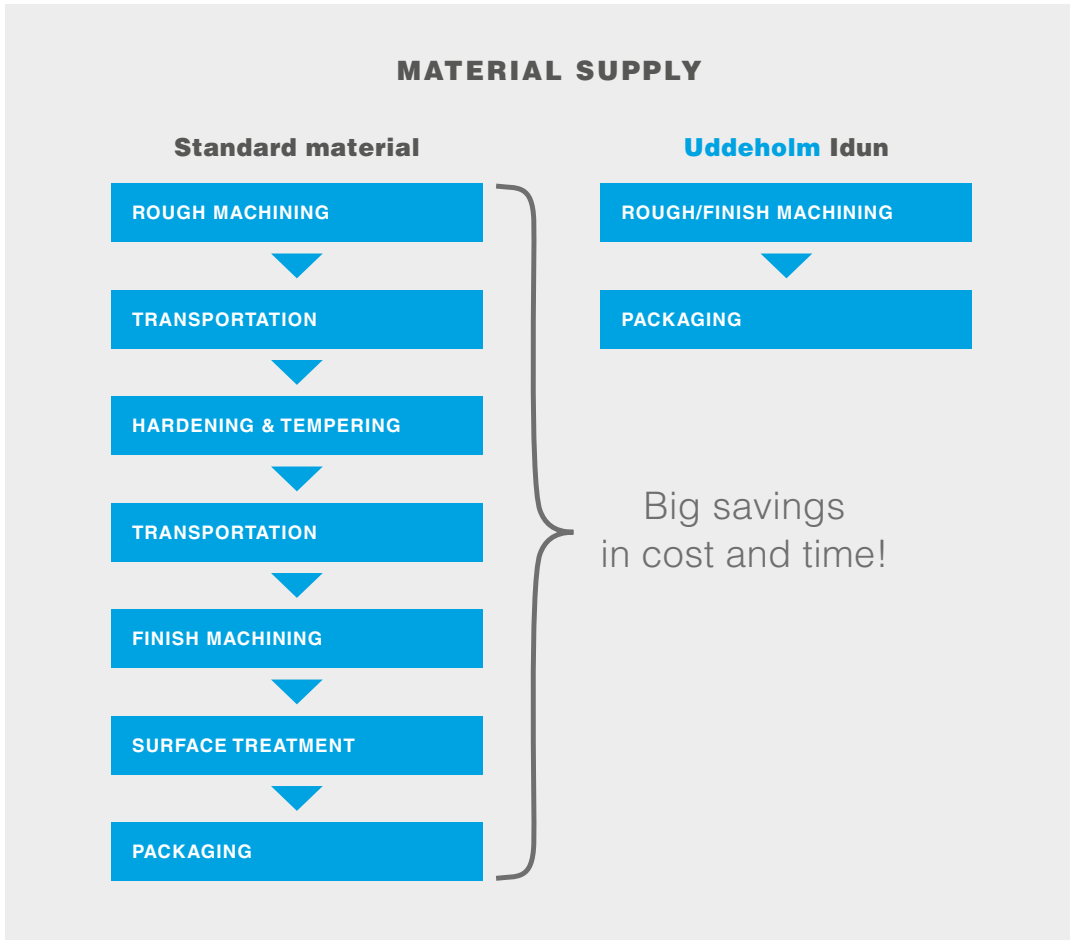 MATERIAL SUPPLY
Standard material
ROUGH MACHINING
TRANSPORTATION
HARDENING & TEMPERING
TRANSPORTATION
FINISH MACHINING
SURFACE TREATMENT
PACKAGING
Uddeholm Idun
ROUGH/FINISH MACHINING
PACKAGING
Big savings
in cost and time!